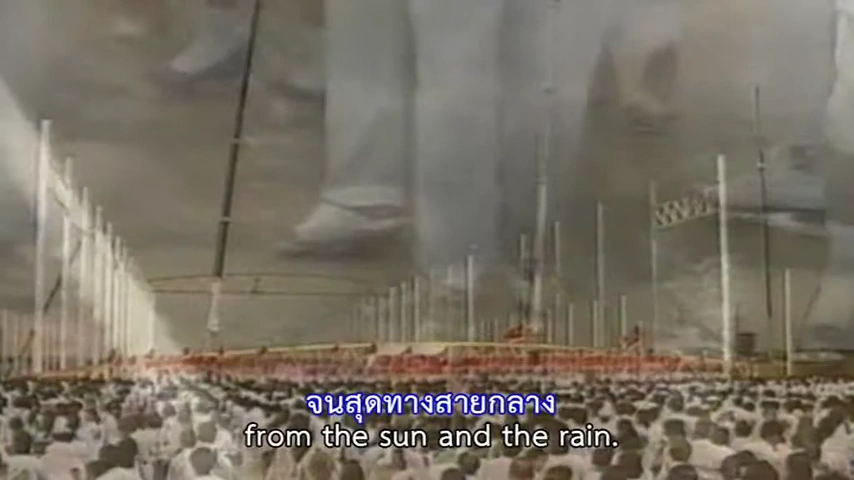 จนสุดทางสายกลาง
from the sun and the rain.